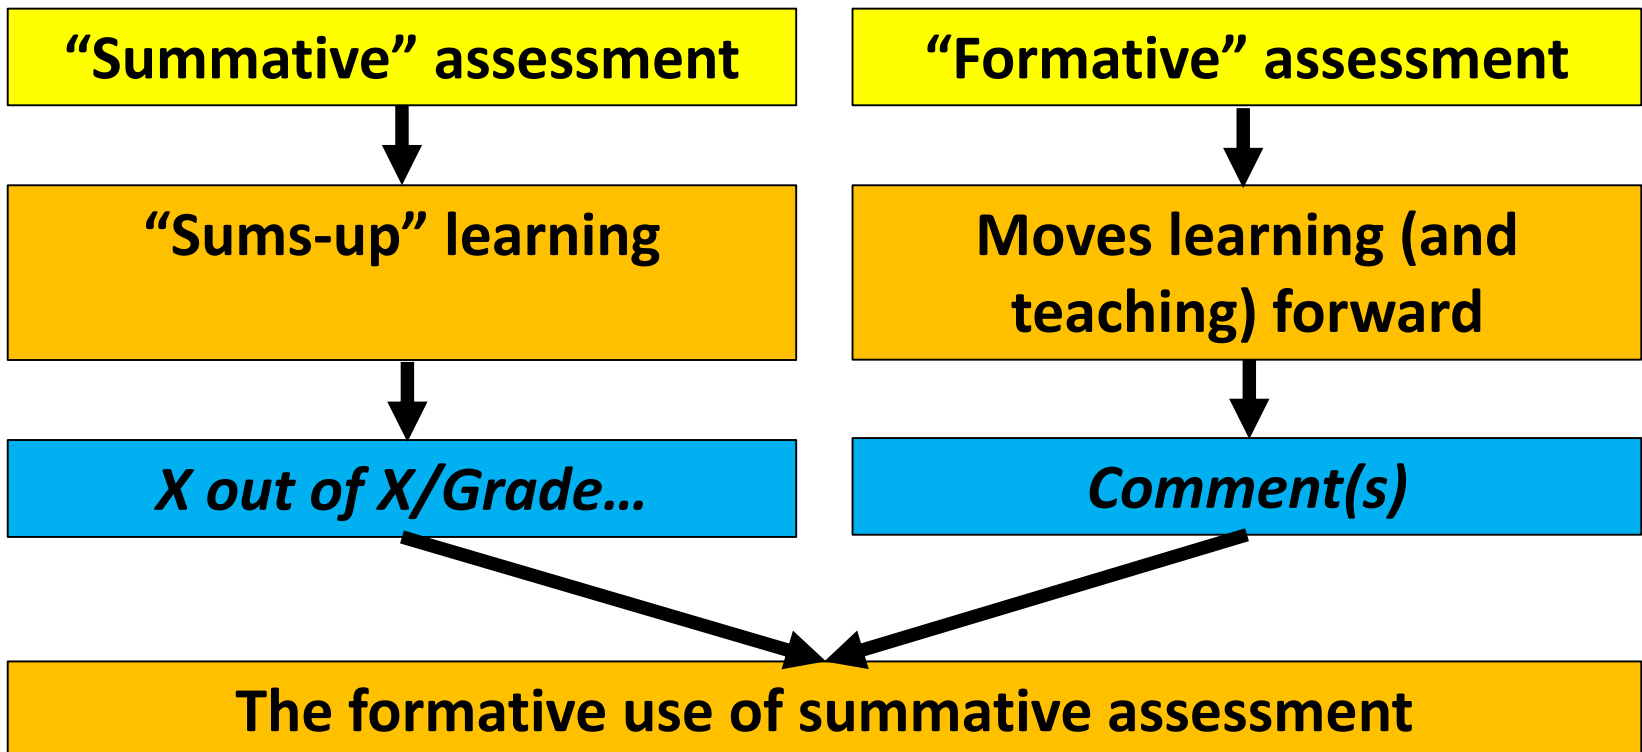 “Summative” assessment
“Formative” assessment
“Sums-up” learning
Moves learning (and
teaching) forward
X out of X/Grade…
Comment(s)
The formative use of summative assessment